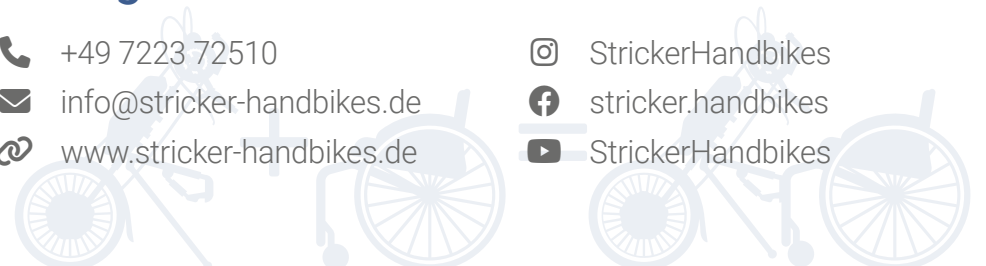 +49 7223 72510
info@stricker-handbikes.de
www.stricker-handbikes.de
StrickerHandbikes
stricker.handbikes
StrickerHandbikes